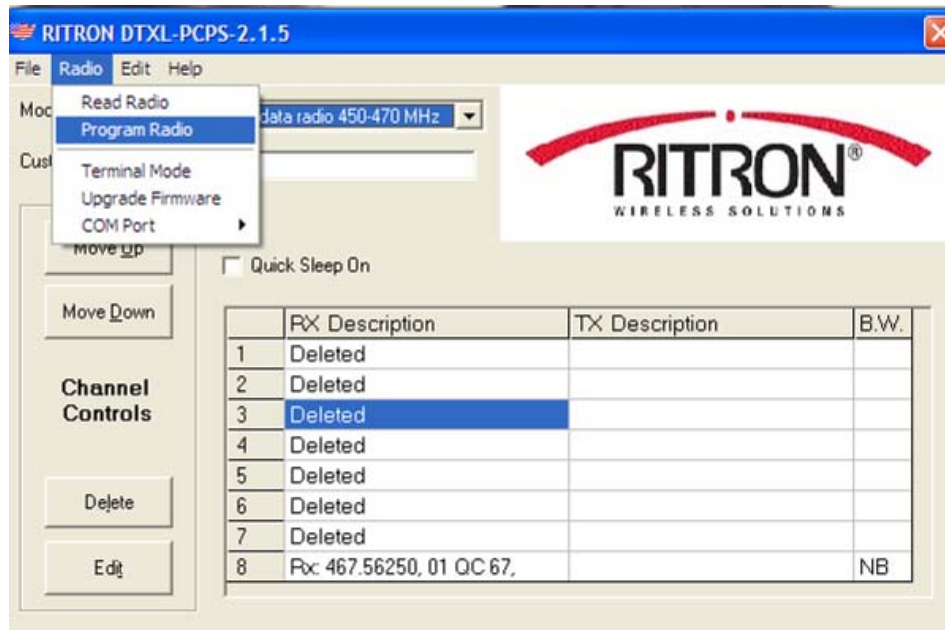 RITRON DTXL-PCPS-2.1.5
File Radio Edit Help
Read Radio
Program Radio
Terminal Mode
Upgrade Firmware
COM Port
data radio 450-470 MHz
RITRON®
WIRELESS SOLUTIONS
Move Up
Quick Sleep On
Move Down
Channel
Controls
Delete
Edit
RX Description TX Description B.W.
1 Deleted
2 Deleted
3 Deleted
4 Deleted
5 Deleted
6 Deleted
7 Deleted
8 Rx: 467.56250, 01 QC 67, NB